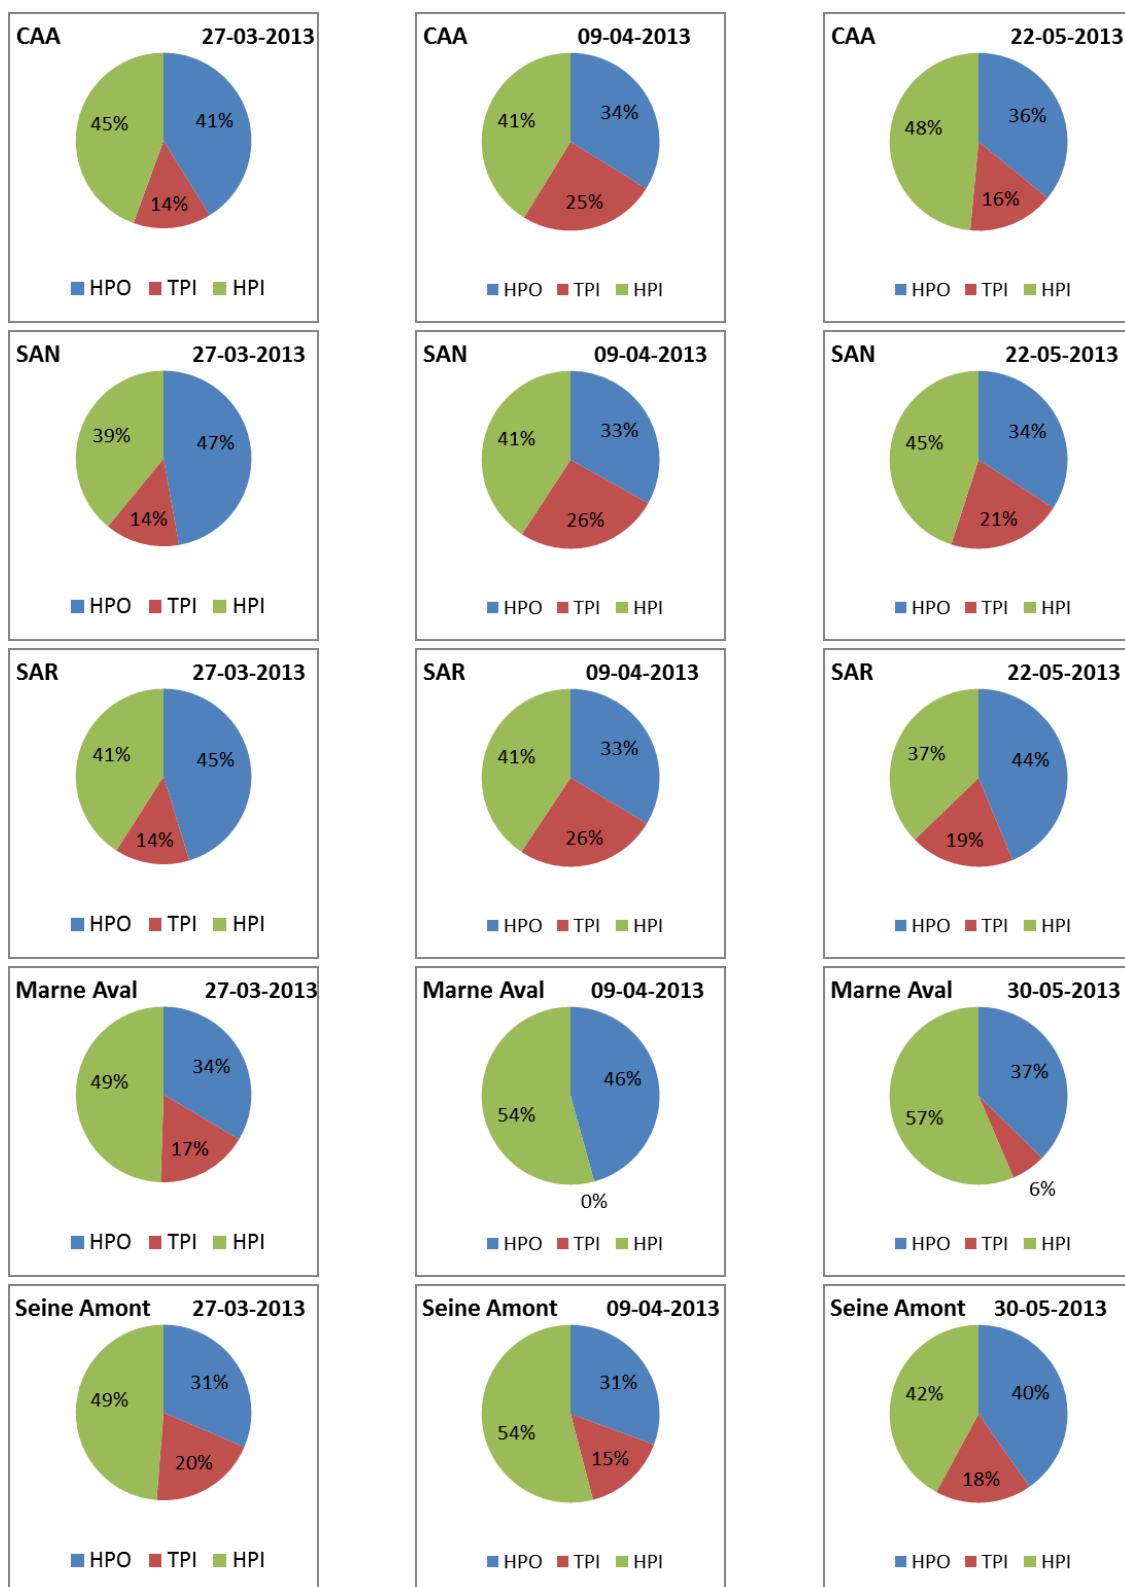 CAA 27-03-2013
45% 41%
14%
HPO TPI HPI
CAA 09-04-2013
41% 34%
25%
HPO TPI HPI
CAA 22-05-2013
48% 36%
16%
HPO TPI HPI
SAN 27-03-2013
39% 47%
14%
HPO TPI HPI
SAN 09-04-2013
41% 33%
26%
HPO TPI HPI
SAN 22-05-2013
45% 34%
21%
HPO TPI HPI
SAR 27-03-2013
41% 45%
14%
HPO TPI HPI
SAR 09-04-2013
41% 33%
26%
HPO TPI HPI
SAR 22-05-2013
37% 44%
19%
HPO TPI HPI
Marne Aval 27-03-2013
49% 34%
17%
HPO TPI HPI
Marne Aval 09-04-2013
54% 46%
0%
HPO TPI HPI
Marne Aval 30-05-2013
57% 37%
6%
HPO TPI HPI
Seine Amont 27-03-2013
49% 31%
20%
HPO TPI HPI
Seine Amont 09-04-2013
54% 31%
15%
HPO TPI HPI
Seine Amont 30-05-2013
42% 40%
18%
HPO TPI HPI